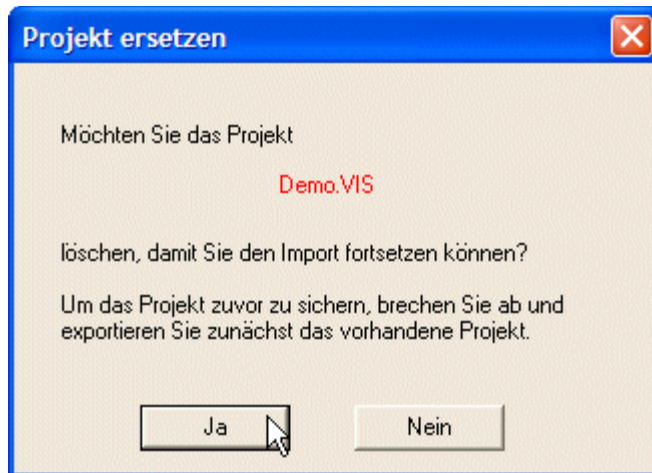 Projekt ersetzen
Möchten Sie das Projekt
Demo.VIS
löschen, damit Sie den Import fortsetzen können?
Um das Projekt zuvor zu sichern, brechen Sie ab und
exportieren Sie zunächst das vorhandene Projekt.
Ja
Nein